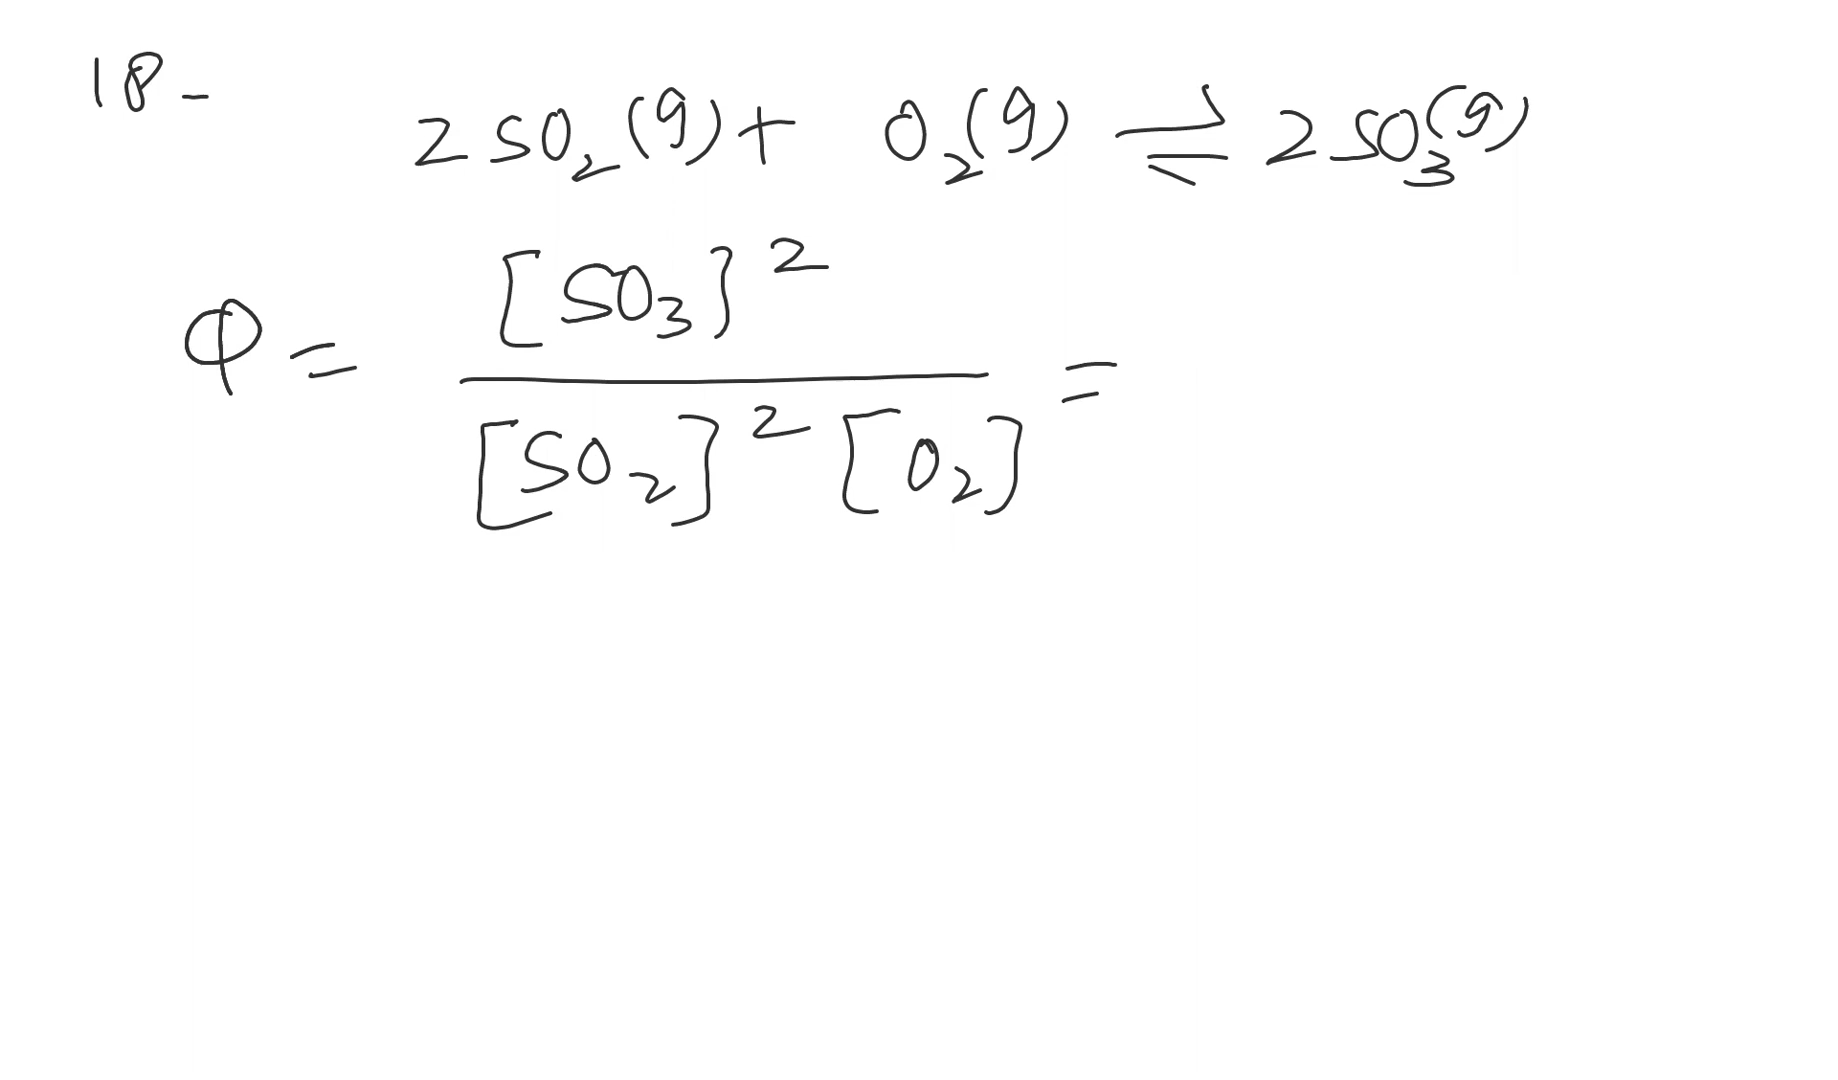 18-
2SO₂(g) + O₂(g) ⇌ 2SO₃(g)
Φ = [SO₃]² / [SO₂]² [O₂] =